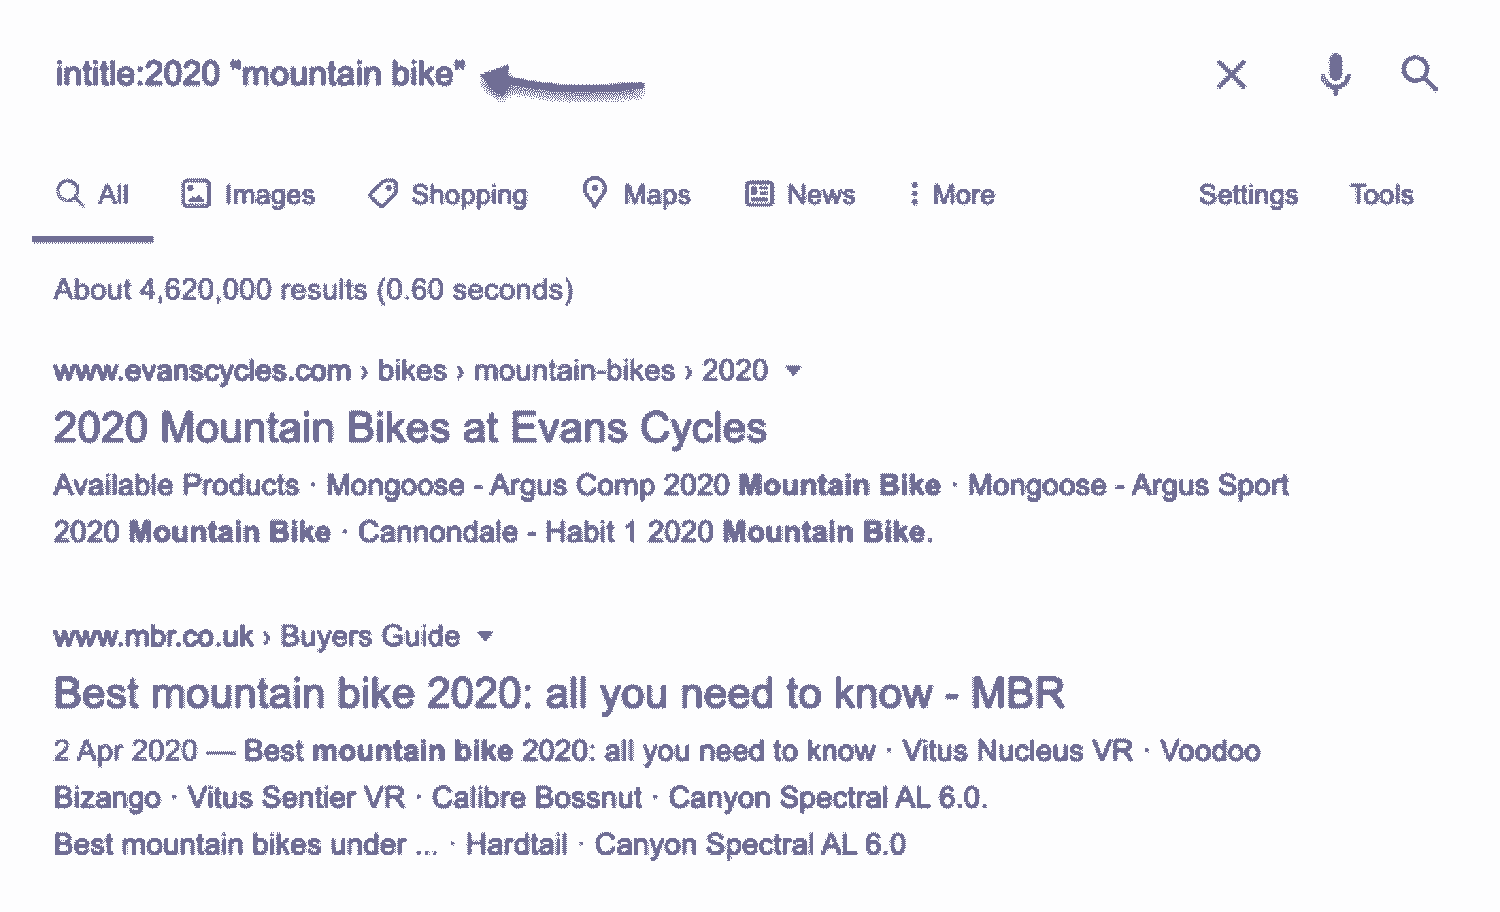 intitle:2020 "mountain bike"
All Images Shopping Maps News More Settings Tools
About 4,620,000 results (0.60 seconds)
www.evanscycles.com › bikes › mountain-bikes › 2020
2020 Mountain Bikes at Evans Cycles
Available Products · Mongoose - Argus Comp 2020 Mountain Bike · Mongoose - Argus Sport
2020 Mountain Bike · Cannondale - Habit 1 2020 Mountain Bike.
www.mbr.co.uk › Buyers Guide
Best mountain bike 2020: all you need to know - MBR
2 Apr 2020 — Best mountain bike 2020: all you need to know · Vitus Nucleus VR · Voodoo
Bizango · Vitus Sentier VR · Calibre Bossnut · Canyon Spectral AL 6.0.
Best mountain bikes under ... · Hardtail · Canyon Spectral AL 6.0